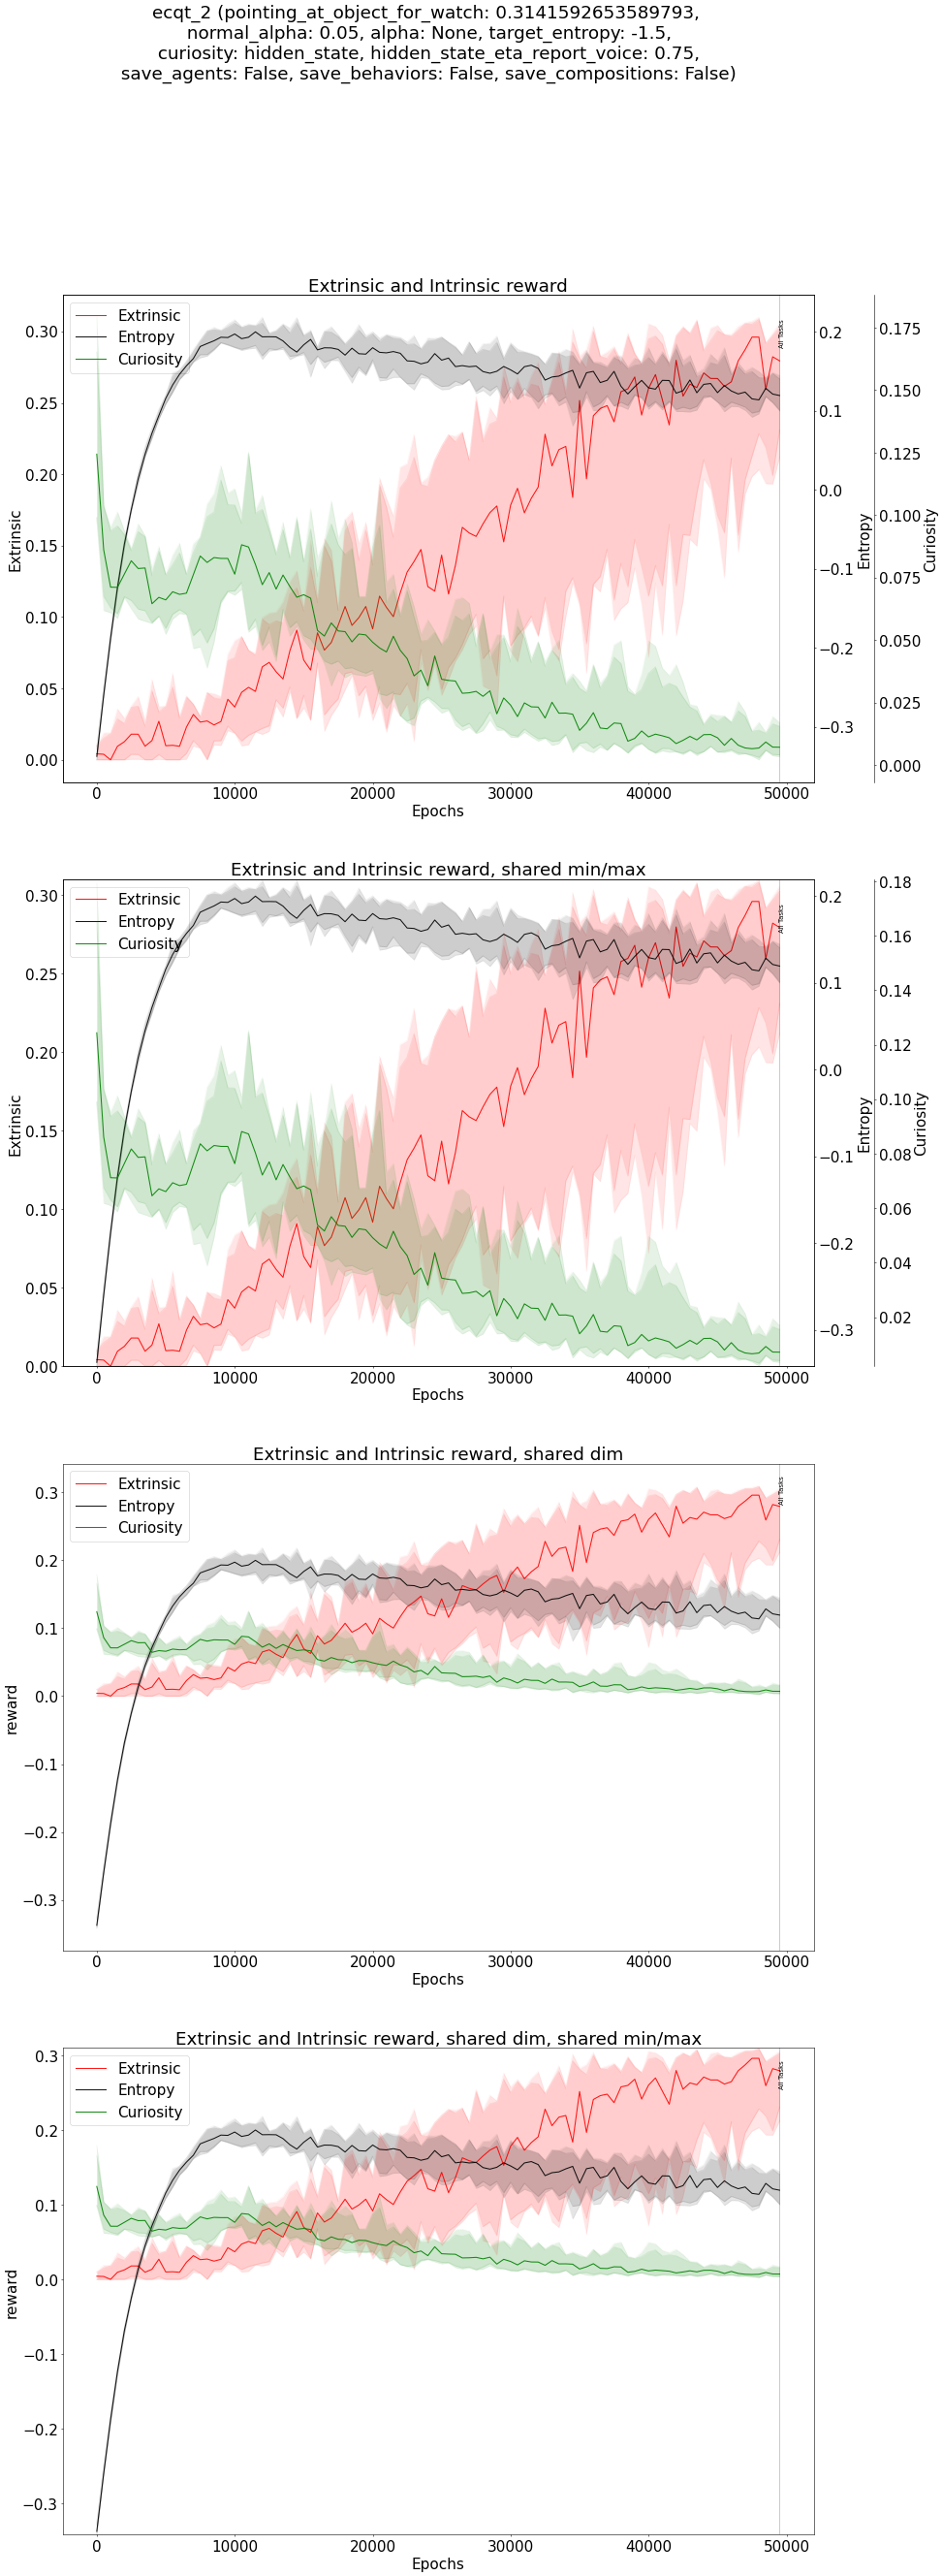 ecqt_2 (pointing_at_object_for_watch: 0.3141592653589793,
normal_alpha: 0.05, alpha: None, target_entropy: -1.5,
curiosity: hidden_state, hidden_state_eta_report_voice: 0.75,
save_agents: False, save_behaviors: False, save_compositions: False)
Extrinsic and Intrinsic reward
Extrinsic
Entropy
Curiosity
All Tasks
0.30
0.25
0.20
0.15
0.10
0.05
0.00
Extrinsic
0.2
0.1
0.0
−0.1
−0.2
−0.3
Entropy
0.175
0.150
0.125
0.100
0.075
0.050
0.025
0.000
Curiosity
0 10000 20000 30000 40000 50000
Epochs
Extrinsic and Intrinsic reward, shared min/max
Extrinsic
Entropy
Curiosity
All Tasks
0.30
0.25
0.20
0.15
0.10
0.05
0.00
Extrinsic
0.2
0.1
0.0
−0.1
−0.2
−0.3
Entropy
0.18
0.16
0.14
0.12
0.10
0.08
0.06
0.04
0.02
Curiosity
0 10000 20000 30000 40000 50000
Epochs
Extrinsic and Intrinsic reward, shared dim
Extrinsic
Entropy
Curiosity
All Tasks
0.3
0.2
0.1
0.0
−0.1
−0.2
−0.3
reward
0 10000 20000 30000 40000 50000
Epochs
Extrinsic and Intrinsic reward, shared dim, shared min/max
Extrinsic
Entropy
Curiosity
All Tasks
0.3
0.2
0.1
0.0
−0.1
−0.2
−0.3
reward
0 10000 20000 30000 40000 50000
Epochs